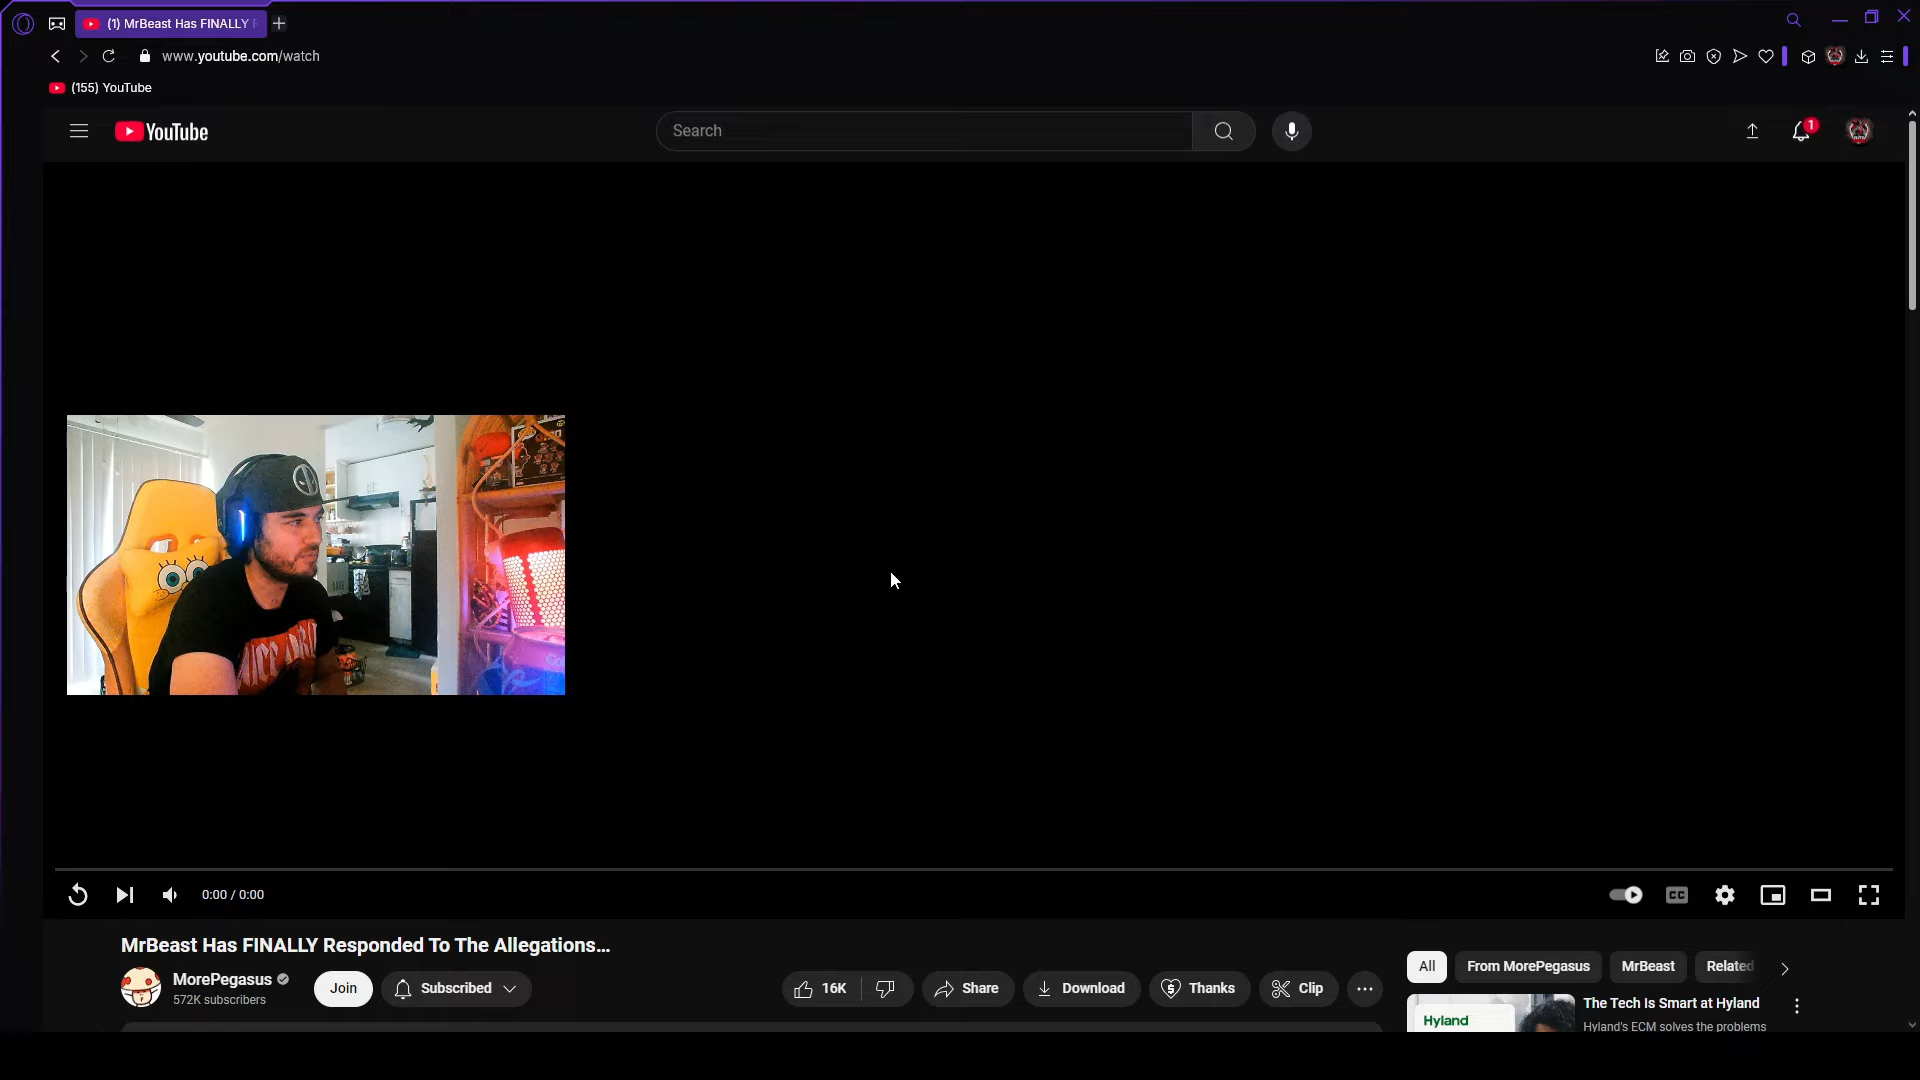 (1) MrBeast Has FINALLY
www.youtube.com/watch
(155) YouTube
YouTube
Search
1
0:00 / 0:00
CC
MrBeast Has FINALLY Responded To The Allegations...
MorePegasus
572K subscribers
Join
Subscribed
16K
Share
Download
Thanks
Clip
All
From MorePegasus
MrBeast
Related
Hyland
The Tech Is Smart at Hyland
Hyland's ECM solves the problems